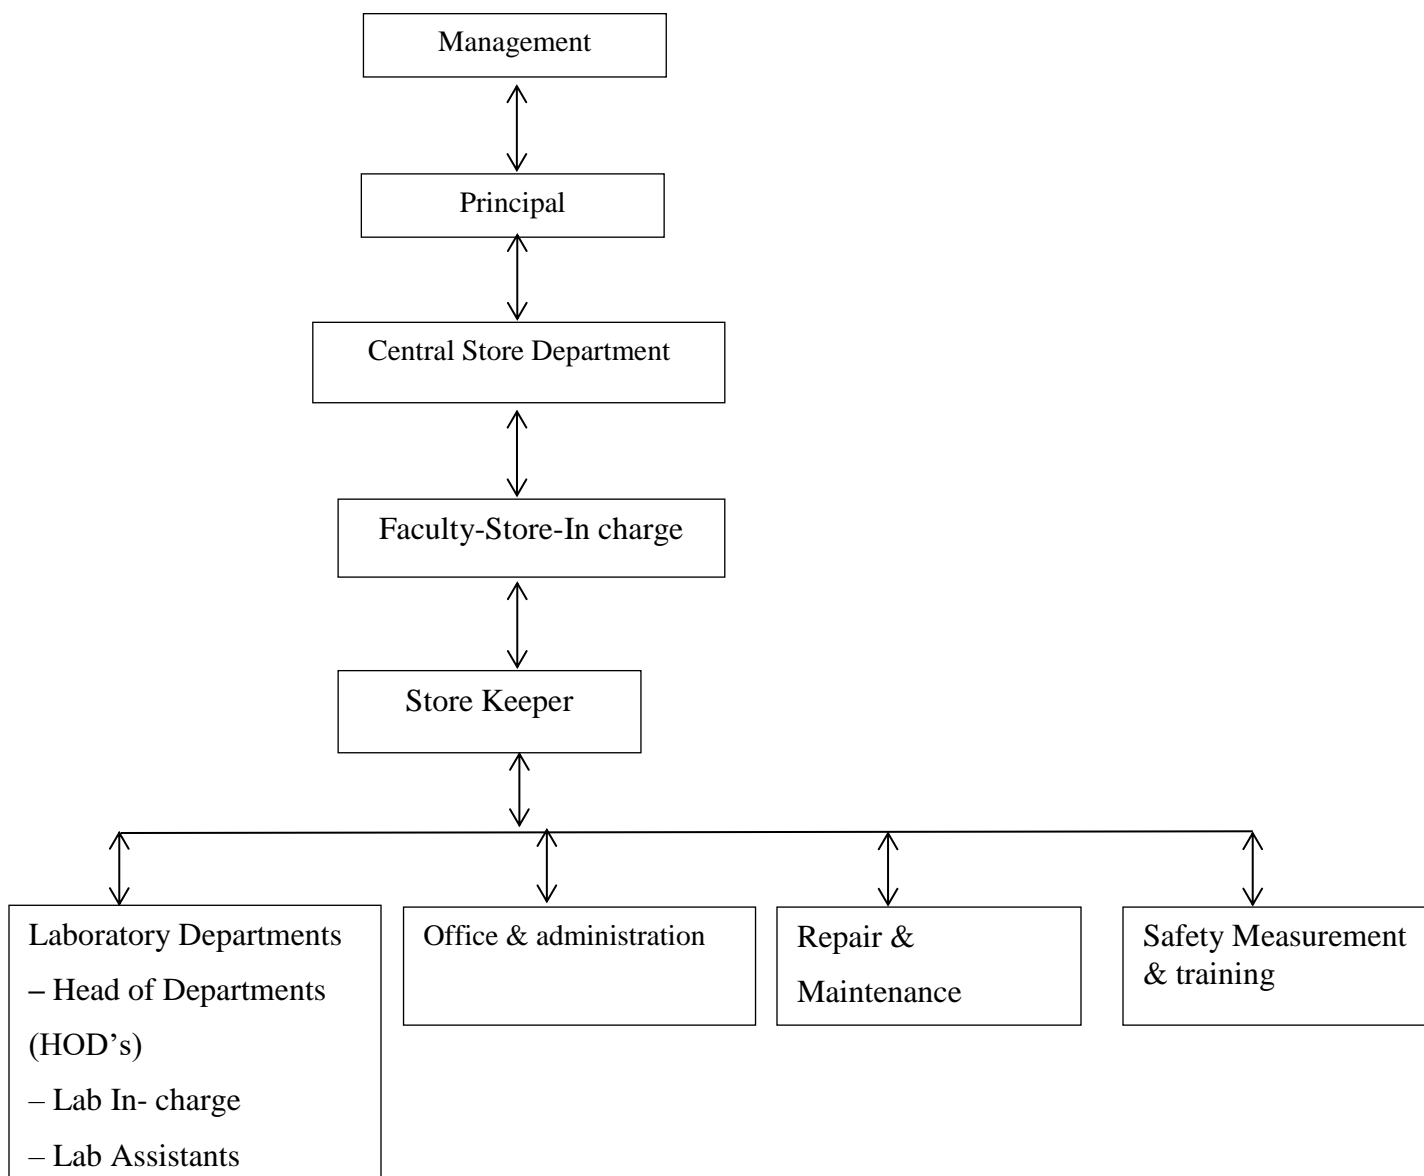 Management
Principal
Central Store Department
Faculty-Store-In charge
Store Keeper
Laboratory Departments
– Head of Departments
(HOD’s)
– Lab In- charge
– Lab Assistants
Office & administration
Repair &
Maintenance
Safety Measurement
& training